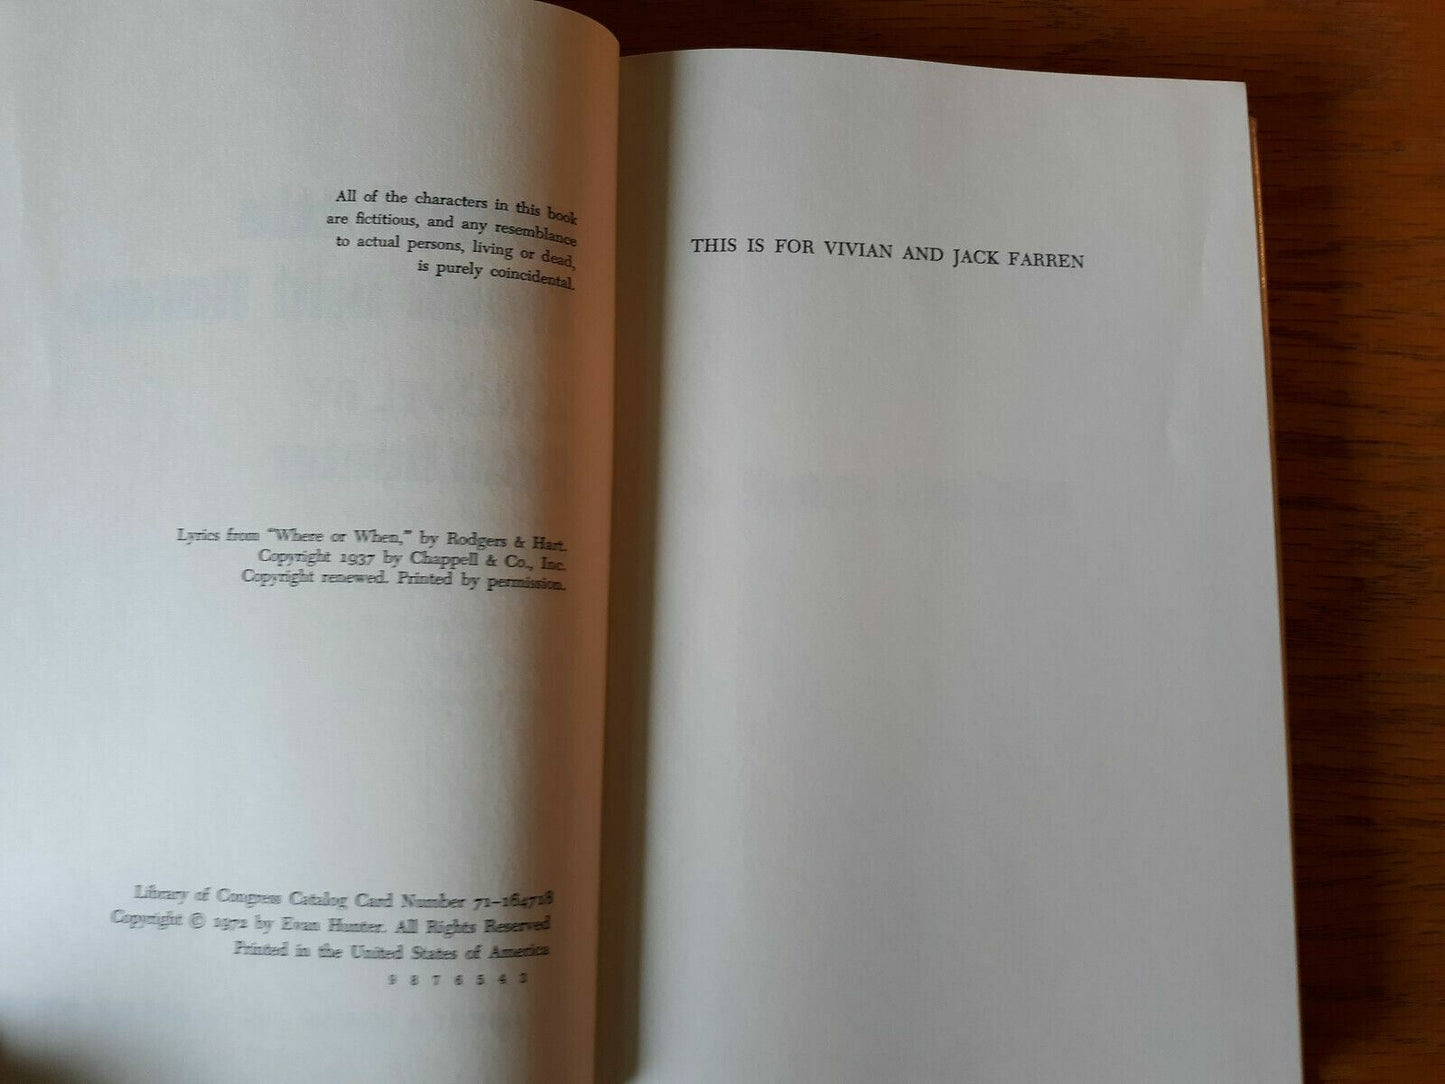 All of the characters in this book
are fictitious, and any resemblance
to actual persons, living or dead,
is purely coincidental.
Lyrics from "Where or When," by Rodgers & Hart.
Copyright 1937 by Chappell & Co., Inc.
Copyright renewed. Printed by permission.
Library of Congress Catalog Card Number 71–164718
Copyright © 1972 by Evan Hunter. All Rights Reserved
Printed in the United States of America
9 8 7 6 5 4 3
THIS IS FOR VIVIAN AND JACK FARREN